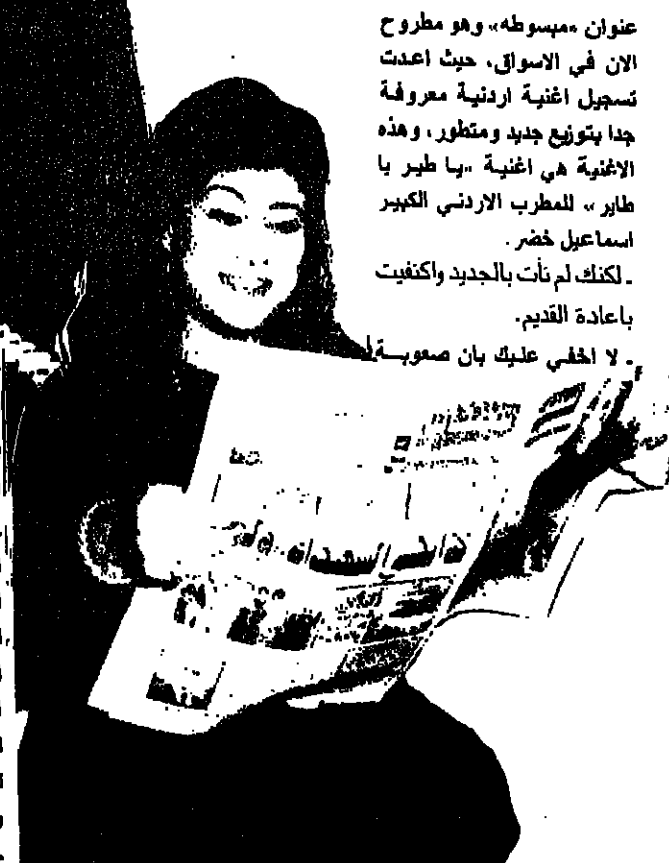 عنوان «مبسوطه» وهو مطروح
الان في الاسواق، حيث اعدت
تسجيل اغنية اردنية معروفة
جدا بتوزيع جديد ومتطور، وهذه
الاغنية هي اغنية «يا طير يا
طاير» للمطرب الاردني الكبير
اسماعيل خضر.
ـ لكنك لم تأت بالجديد واكتفيت
باعادة القديم.
ـ لا اخفي عليك بان صعوبـــة